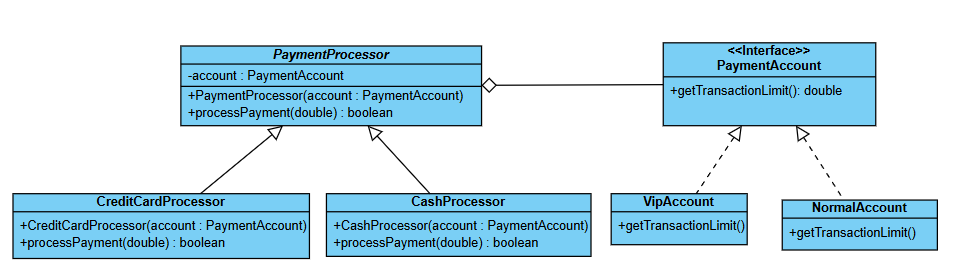 PaymentProcessor
-account : PaymentAccount
+PaymentProcessor(account : PaymentAccount)
+processPayment(double) : boolean
<<Interface>>
PaymentAccount
+getTransactionLimit(): double
CreditCardProcessor
+CreditCardProcessor(account : PaymentAccount)
+processPayment(double) : boolean
CashProcessor
+CashProcessor(account : PaymentAccount)
+processPayment(double) : boolean
VipAccount
+getTransactionLimit()
NormalAccount
+getTransactionLimit()